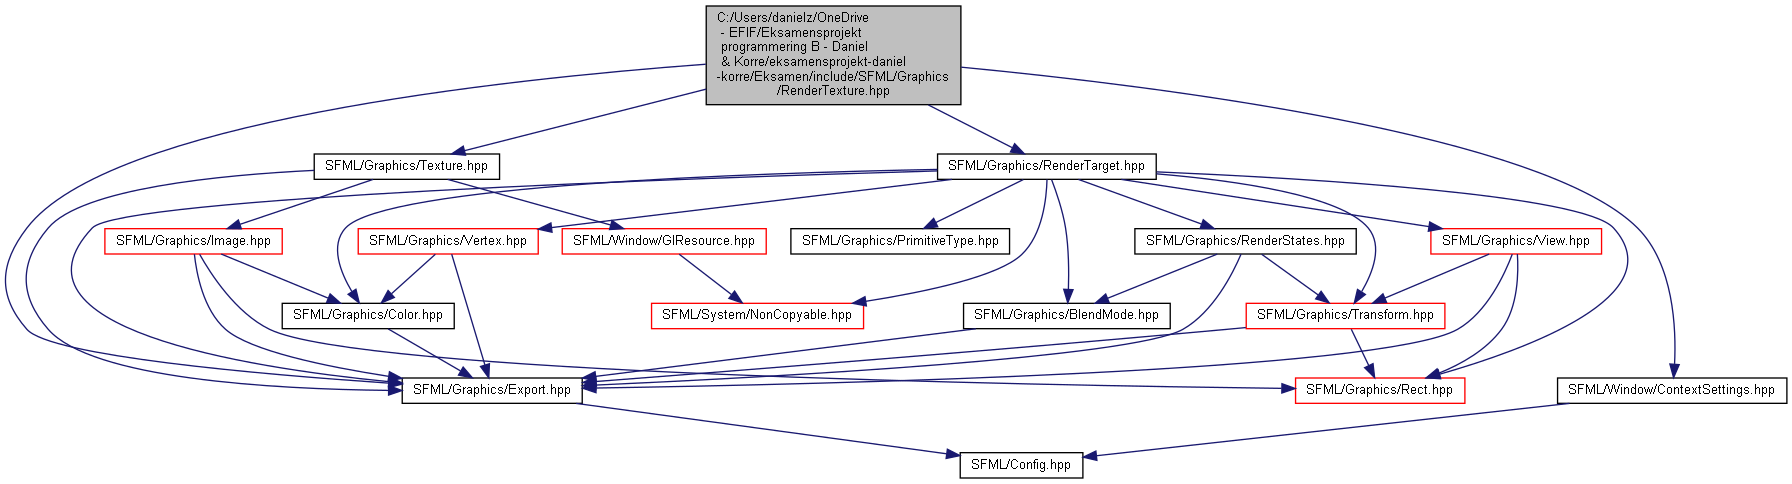 C:/Users/danielz/OneDrive
- EFIF/Eksamensprojekt
programmering B - Daniel
& Korre/eksamensprojekt-daniel
-korre/Eksamen/include/SFML/Graphics
/RenderTexture.hpp
SFML/Graphics/Texture.hpp
SFML/Graphics/RenderTarget.hpp
SFML/Graphics/Image.hpp
SFML/Graphics/Vertex.hpp
SFML/Window/GlResource.hpp
SFML/Graphics/PrimitiveType.hpp
SFML/Graphics/RenderStates.hpp
SFML/Graphics/View.hpp
SFML/Graphics/Color.hpp
SFML/System/NonCopyable.hpp
SFML/Graphics/BlendMode.hpp
SFML/Graphics/Transform.hpp
SFML/Graphics/Export.hpp
SFML/Graphics/Rect.hpp
SFML/Window/ContextSettings.hpp
SFML/Config.hpp